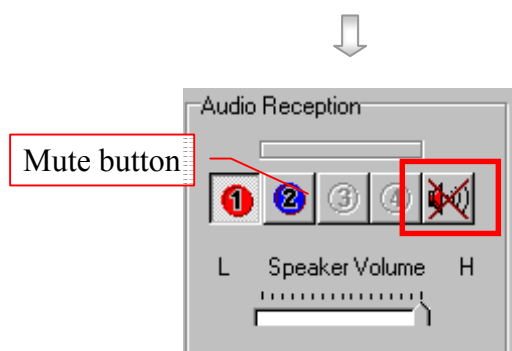 Audio Reception
Mute button
1 2 3 4
L Speaker Volume H